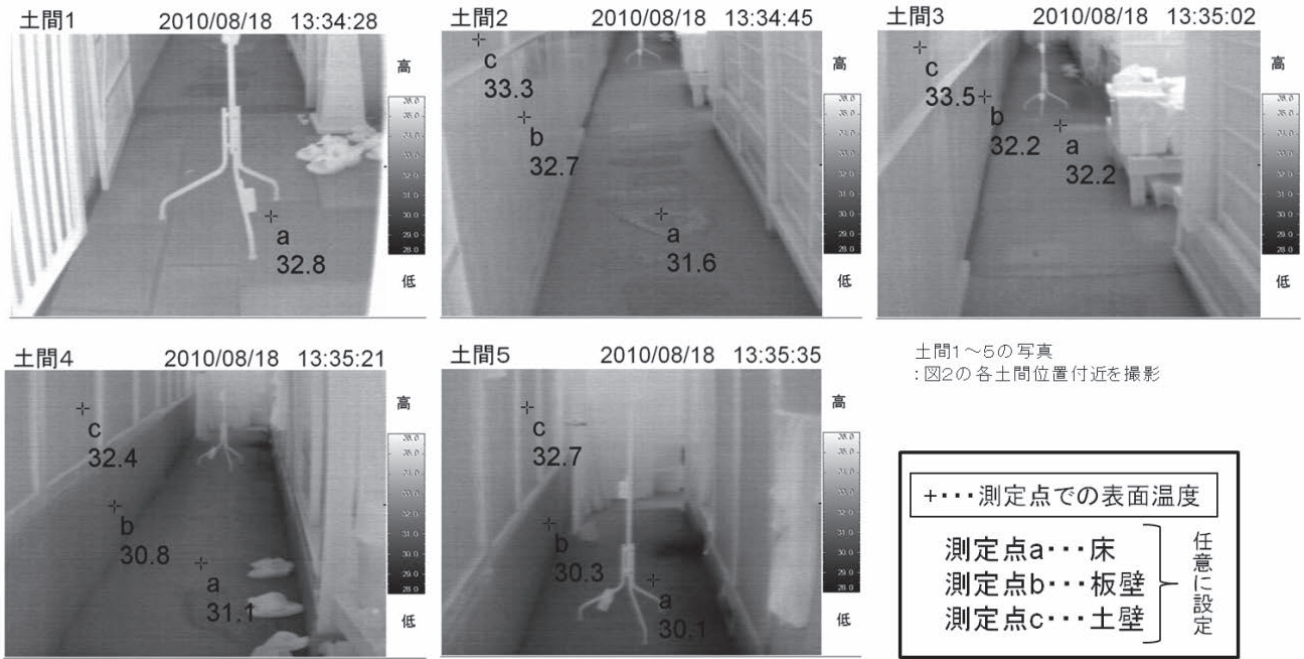 土間1 2010/08/18 13:34:28
高
a
32.8
低
土間2 2010/08/18 13:34:45
c
33.3
b
32.7
a
31.6
高
低
土間3 2010/08/18 13:35:02
c
33.5
b
32.2
a
32.2
高
低
土間4 2010/08/18 13:35:21
c
32.4
b
30.8
a
31.1
高
低
土間5 2010/08/18 13:35:35
c
32.7
b
30.3
a
30.1
高
低
土間1～5の写真
:図2の各土間位置付近を撮影
+･･･測定点での表面温度
測定点a･･･床
測定点b･･･板壁
測定点c･･･土壁
任意に設定